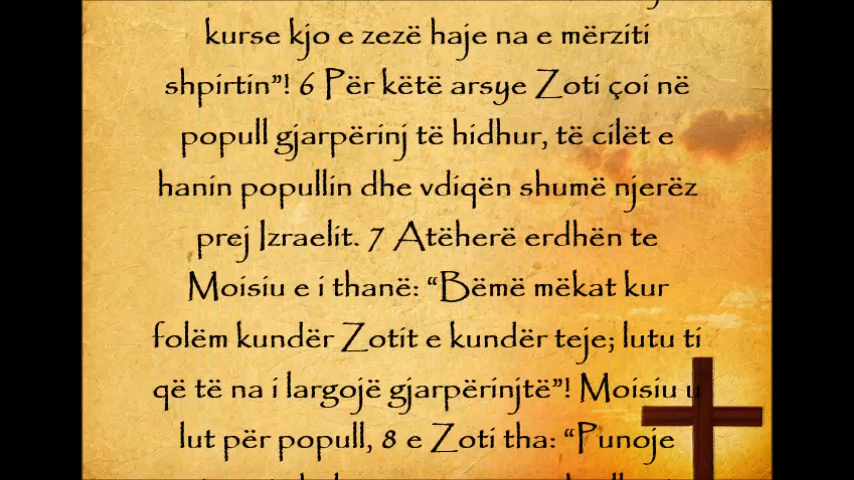 kurse kjo e zezë haje na e mërziti
shpirtin”! 6 Për këtë arsye Zoti çoi në
popull gjarpërinj të hidhur, të cilët e
hanin popullin dhe vdiqën shumë njerëz
prej Izraelit. 7 Atëherë erdhën te
Moisiu e i thanë: “Bëmë mëkat kur
folëm kundër Zotit e kundër teje; lutu ti
që të na i largojë gjarpërinjtë”! Moisiu u
lut për popull, 8 e Zoti tha: “Punoje